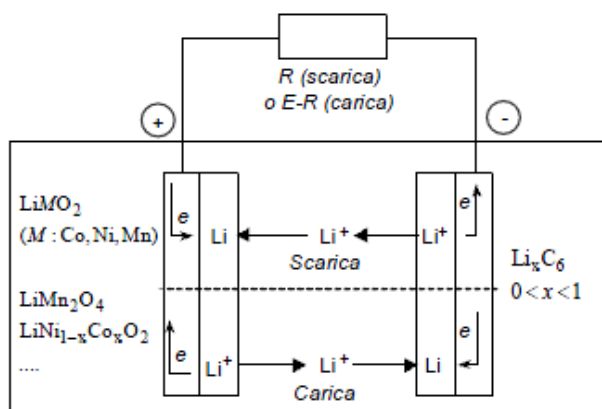 R (scarica)
o E-R (carica)
+
-
LiMO₂
(M : Co, Ni, Mn)
e
Li
Li⁺
Li⁺
e
Scarica
LiₓC₆
0 < x < 1
LiMn₂O₄
LiNi₁₋ₓCoₓO₂
....
e
Li⁺
Li⁺
Li
e
Carica